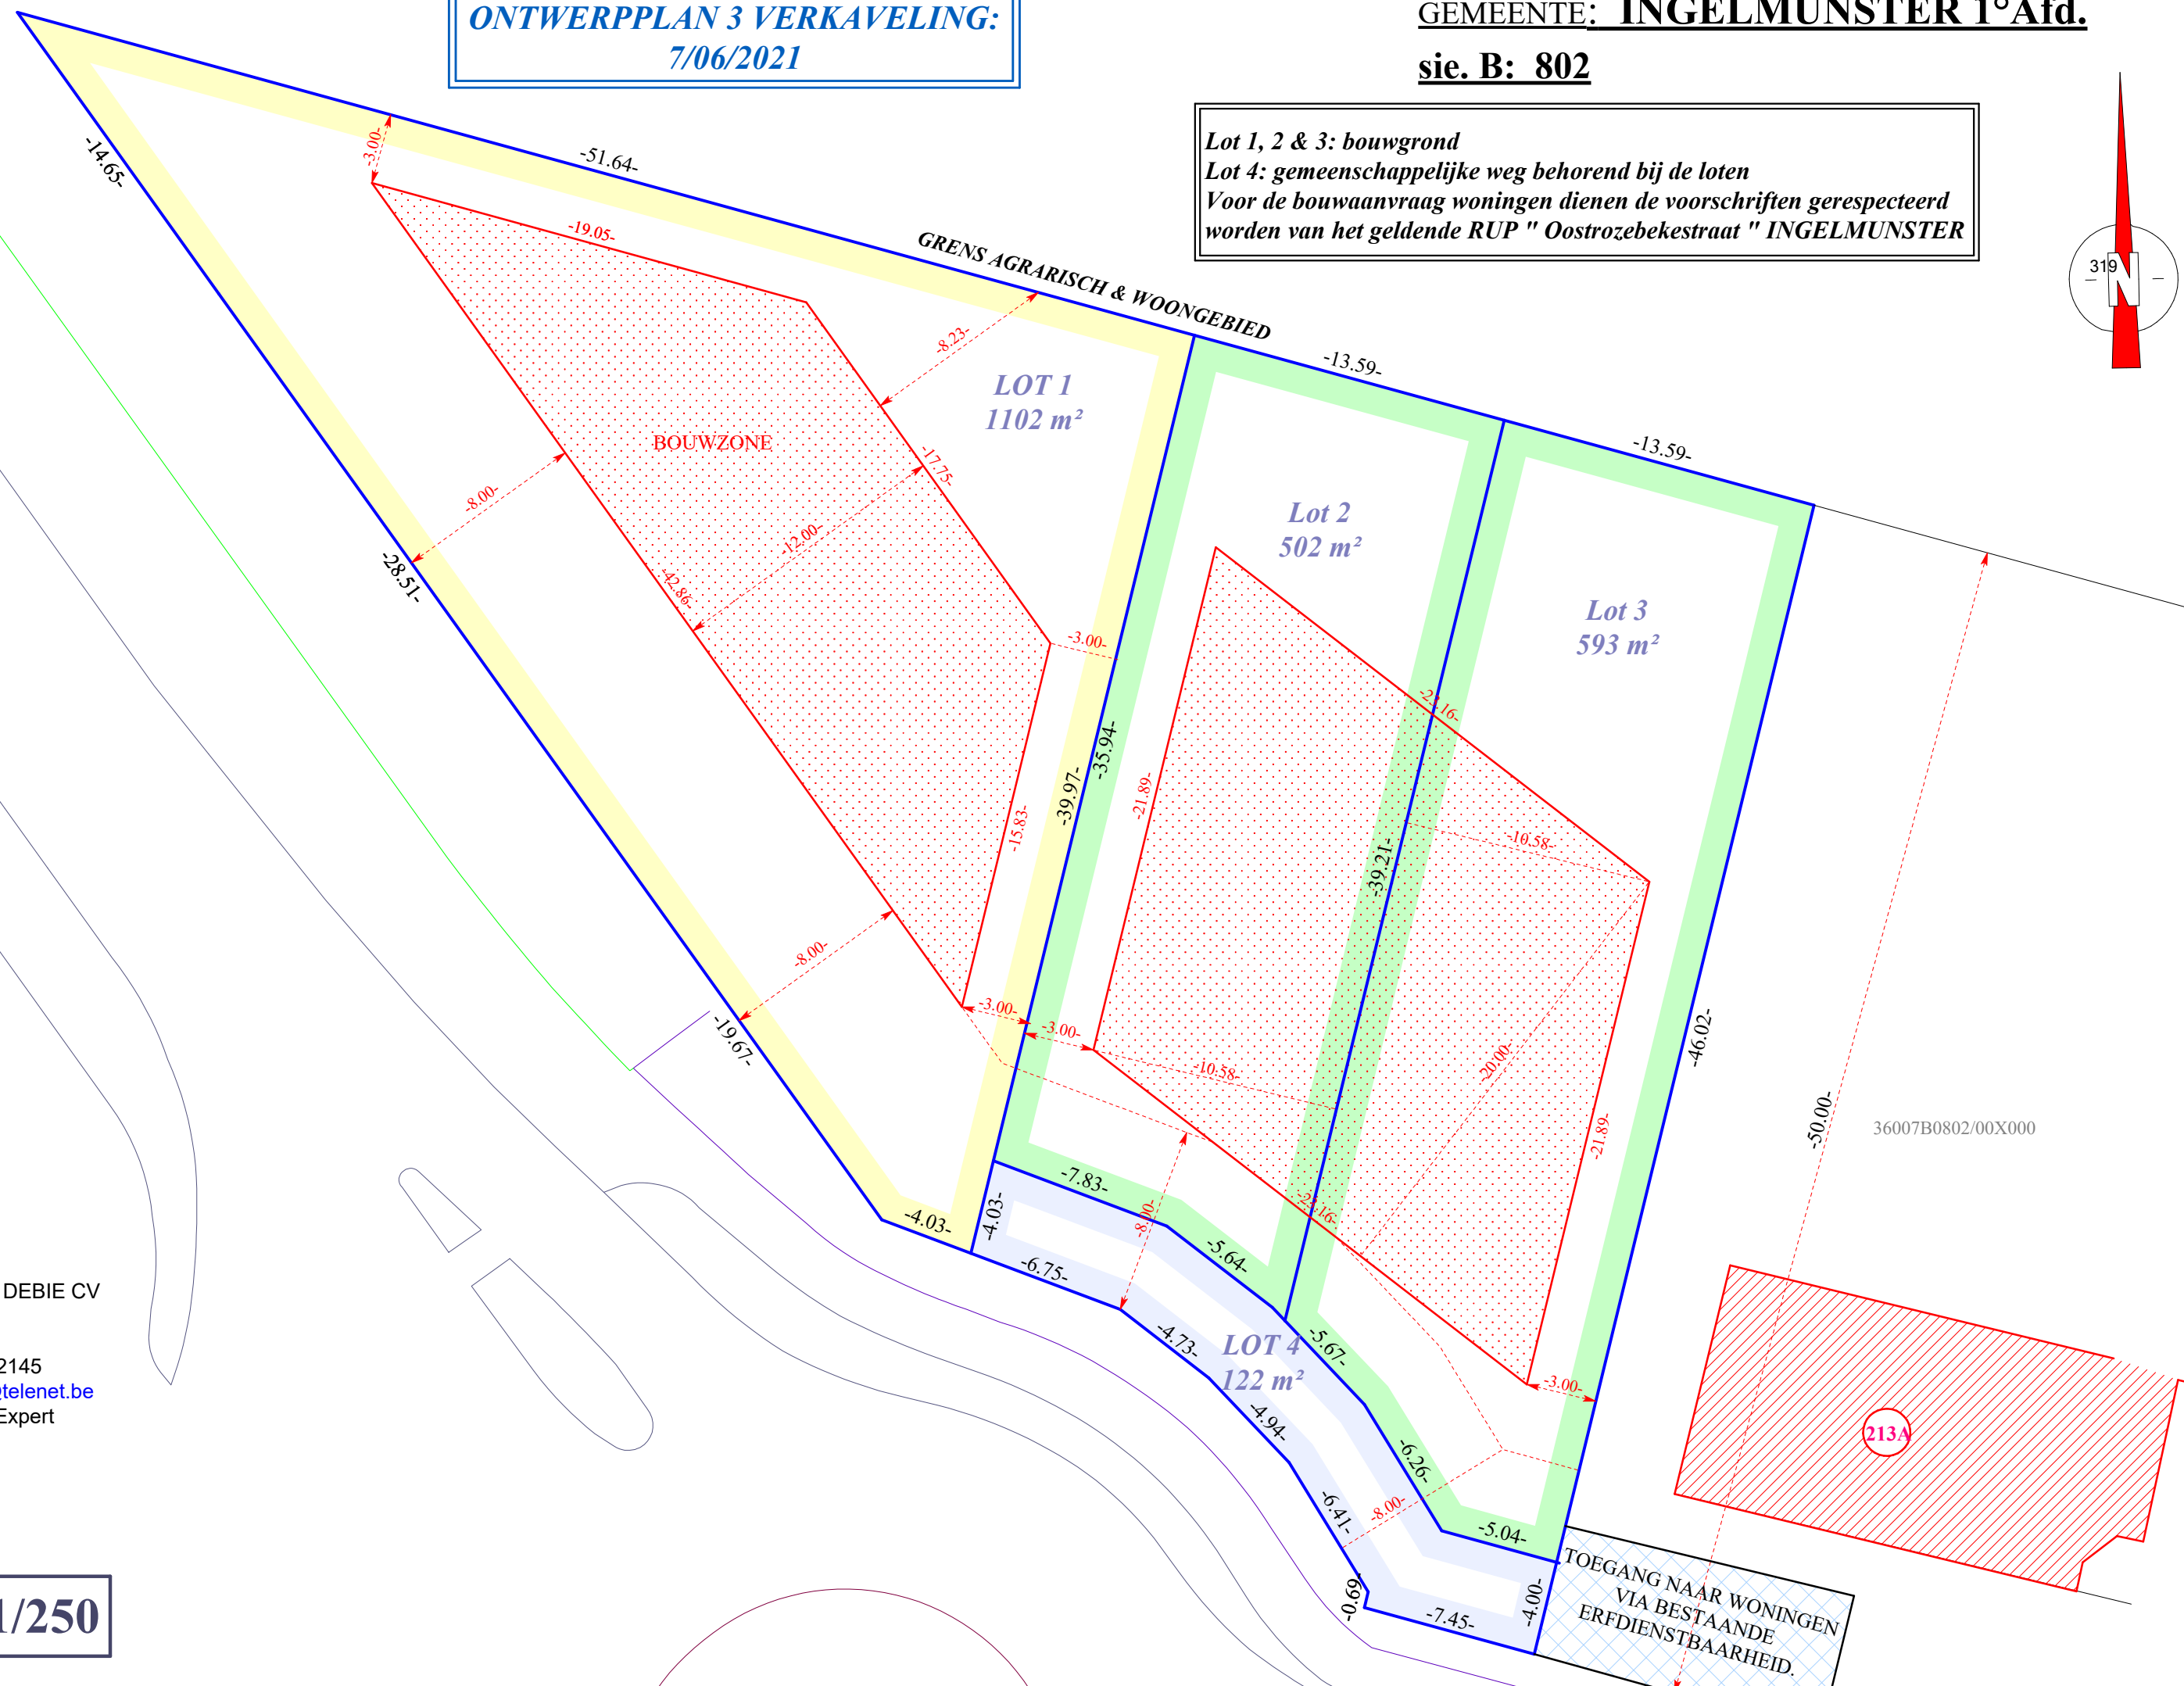 ONTWERPPLAN 3 VERKAVELING:
7/06/2021
GEMEENTE: INGELMUNSTER 1°Afd.
sie. B: 802
Lot 1, 2 & 3: bouwgrond
Lot 4: gemeenschappelijke weg behorend bij de loten
Voor de bouwaanvraag woningen dienen de voorschriften gerespecteerd
worden van het geldende RUP " Oostrozebekestraat " INGELMUNSTER
319
N
-14.65-
-3.00-
-51.64-
-19.05-
GRENS AGRARISCH & WOONGEBIED
-8.23-
-13.59-
-13.59-
LOT 1
1102 m²
BOUWZONE
-17.75-
-8.00-
-12.00-
-28.51-
-42.86-
Lot 2
502 m²
Lot 3
593 m²
-3.00-
-35.94-
-39.97-
-15.83-
-21.89-
-22.16-
-10.58-
-39.21-
-8.00-
-19.67-
-3.00-
-3.00-
-10.58-
-20.00-
-46.02-
-50.00-
36007B0802/00X000
-21.89-
-7.83-
-4.03-
-4.03-
-8.00-
-22.16-
-5.64-
-6.75-
-4.73-
LOT 4
122 m²
-5.67-
-3.00-
-4.94-
-6.26-
-6.41-
-8.00-
-5.04-
-0.69-
-7.45-
-4.00-
213A
TOEGANG NAAR WONINGEN
VIA BESTAANDE
ERFDIENSTBAARHEID.
DEBIE CV
2145
@telenet.be
Expert
1/250